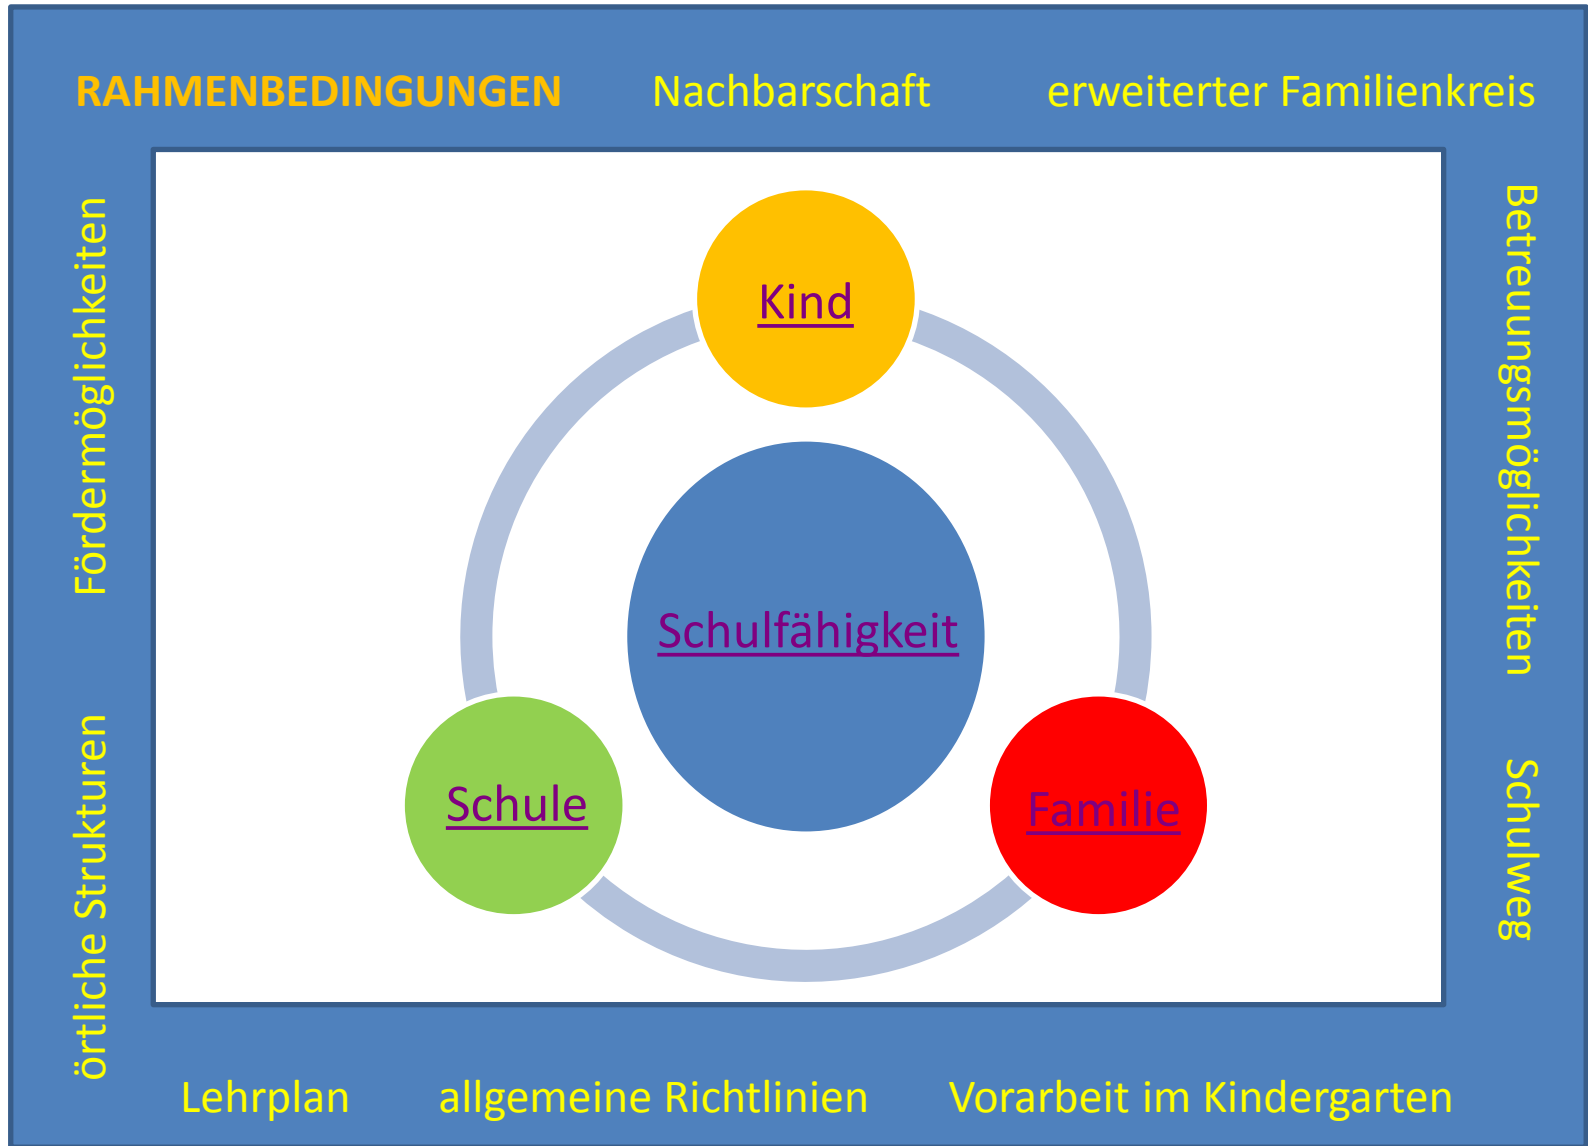 RAHMENBEDINGUNGEN
Nachbarschaft
erweiterter Familienkreis
Fördermöglichkeiten
Betreuungsmöglichkeiten
Kind
Schulfähigkeit
Schule
Familie
örtliche Strukturen
Schulweg
Lehrplan
allgemeine Richtlinien
Vorarbeit im Kindergarten